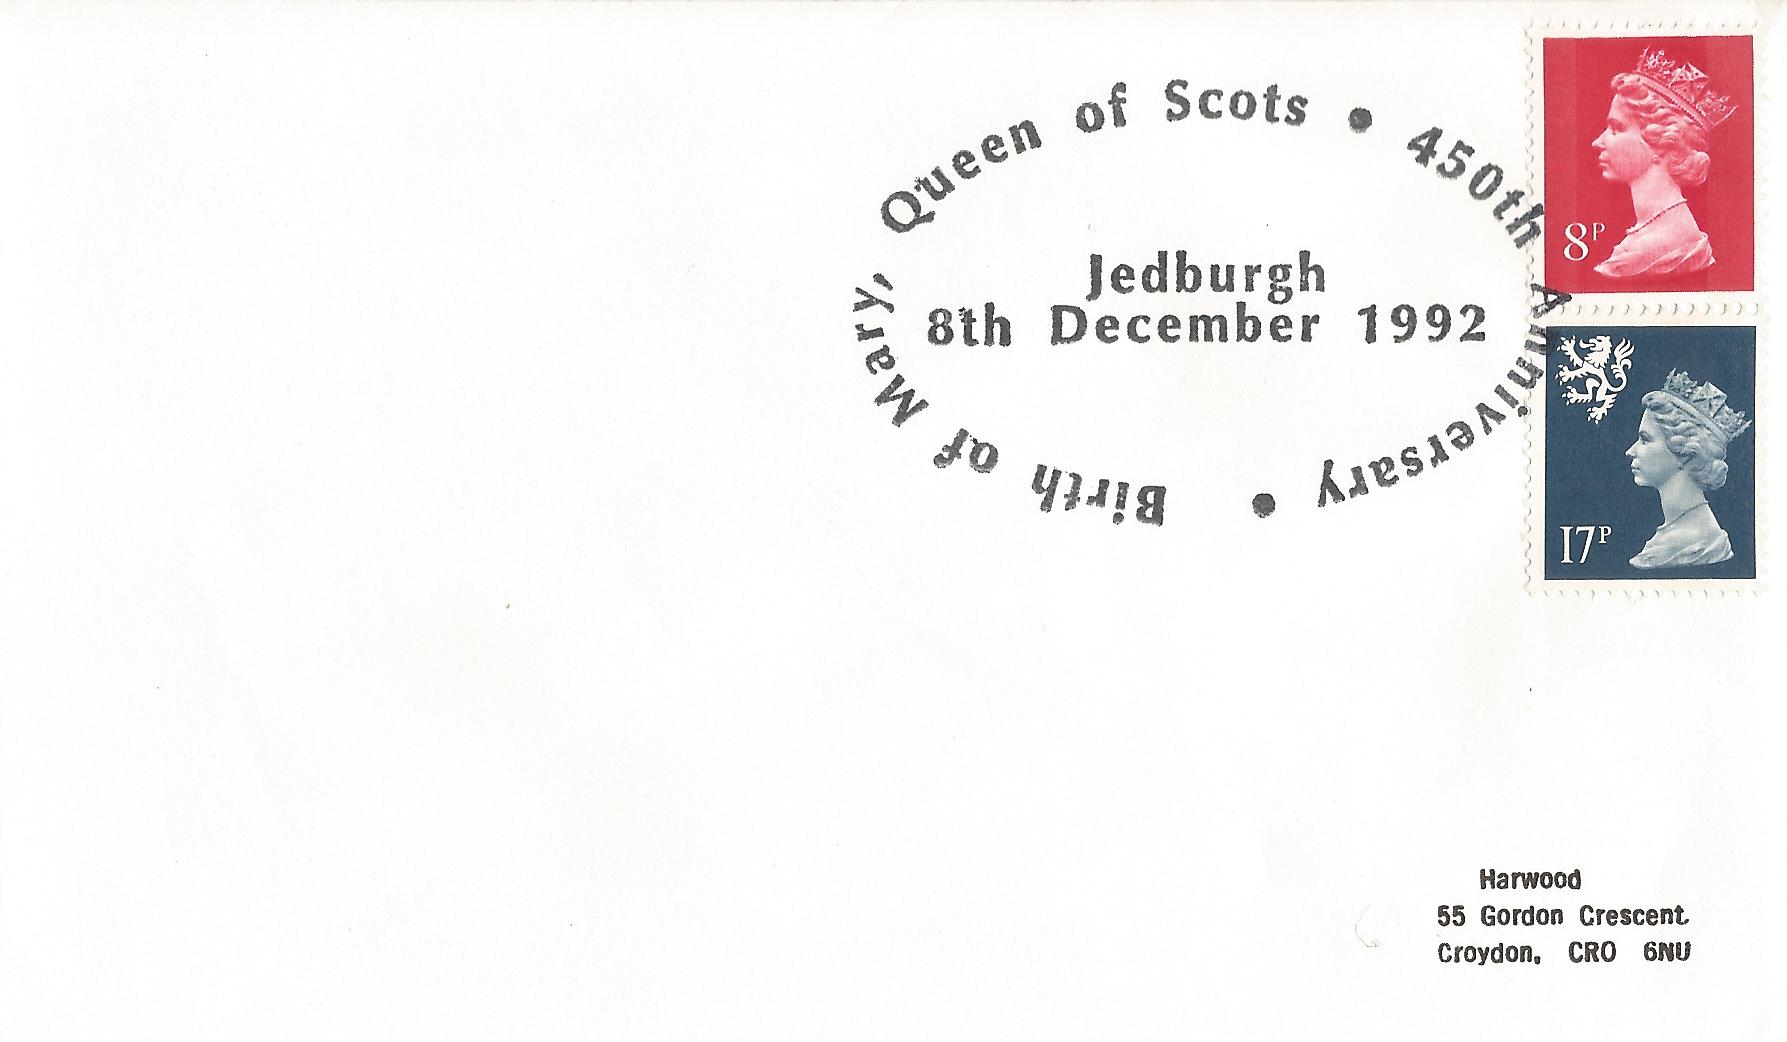 Birth of Mary, Queen of Scots • 450th Anniversary •
Jedburgh
8th December 1992
8P
17P
Harwood
55 Gordon Crescent.
Croydon, CRO 6NU